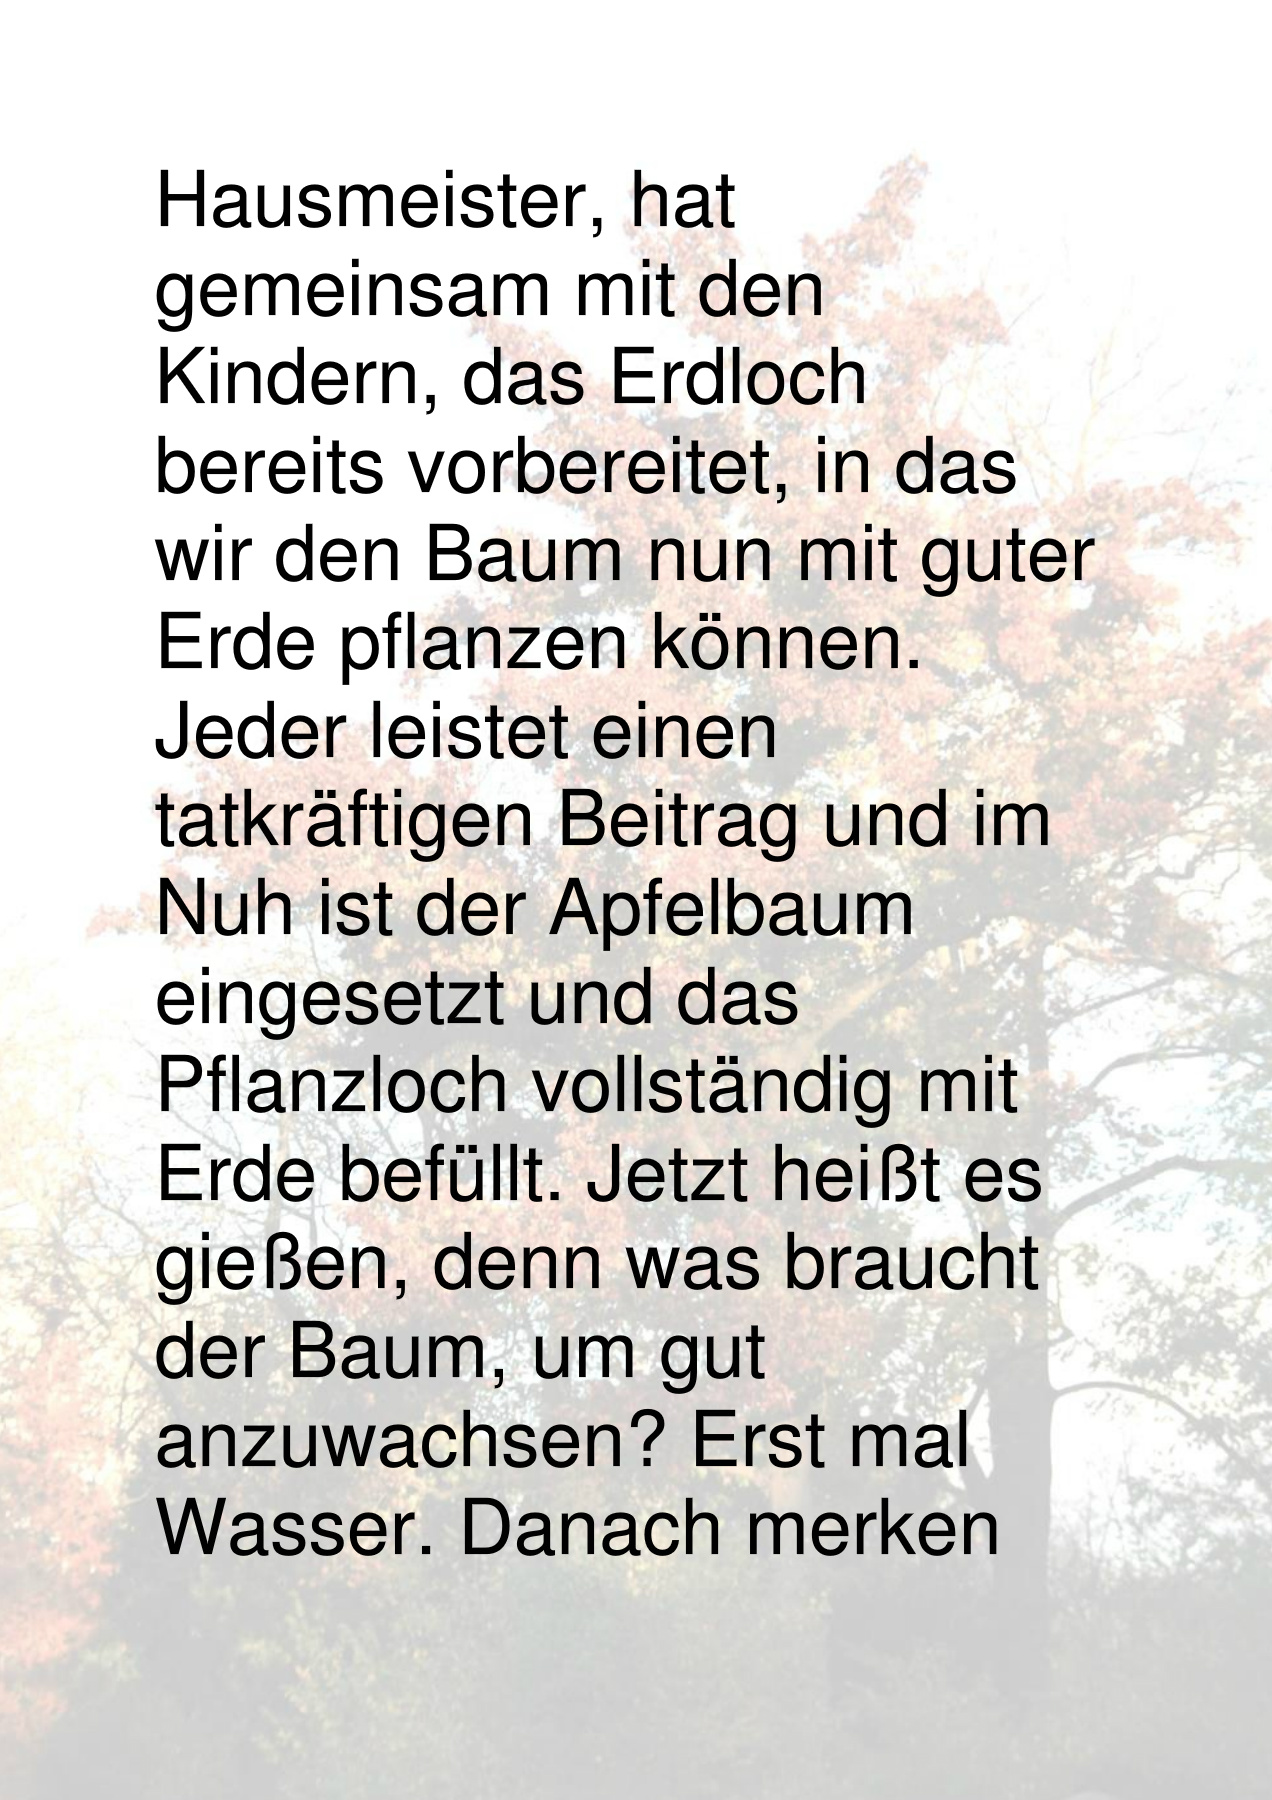 Hausmeister, hat
gemeinsam mit den
Kindern, das Erdloch
bereits vorbereitet, in das
wir den Baum nun mit guter
Erde pflanzen können.
Jeder leistet einen
tatkräftigen Beitrag und im
Nuh ist der Apfelbaum
eingesetzt und das
Pflanzloch vollständig mit
Erde befüllt. Jetzt heißt es
gießen, denn was braucht
der Baum, um gut
anzuwachsen? Erst mal
Wasser. Danach merken